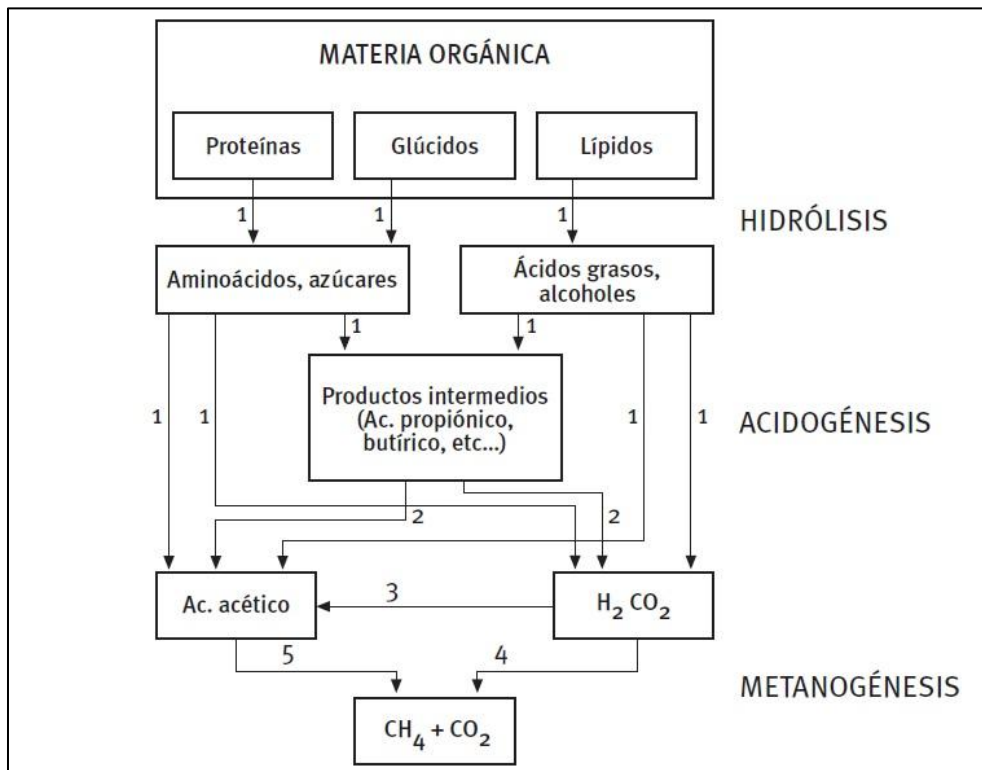 MATERIA ORGÁNICA
Proteínas
Glúcidos
Lípidos
1
1
1
HIDRÓLISIS
Aminoácidos, azúcares
Ácidos grasos,
alcoholes
1
1
Productos intermedios
(Ac. propiónico,
butírico, etc...)
1
1
1
1
ACIDOGÉNESIS
2
2
Ac. acético
3
H₂ CO₂
5
4
METANOGÉNESIS
CH₄ + CO₂